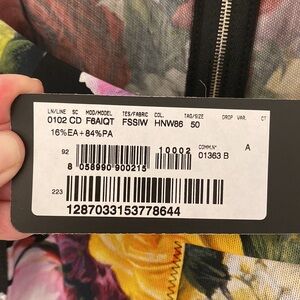 LN/LINE SC MOD/MODEL TES/FABRIC COL. TAG/SIZE DROP VAR. CT
0102 CD F6AIQT FSSIW HNW86 50
16%EA+84%PA
92 10002 COMM.N° A
01363 B
8 058990 900215
223
1287033153778644